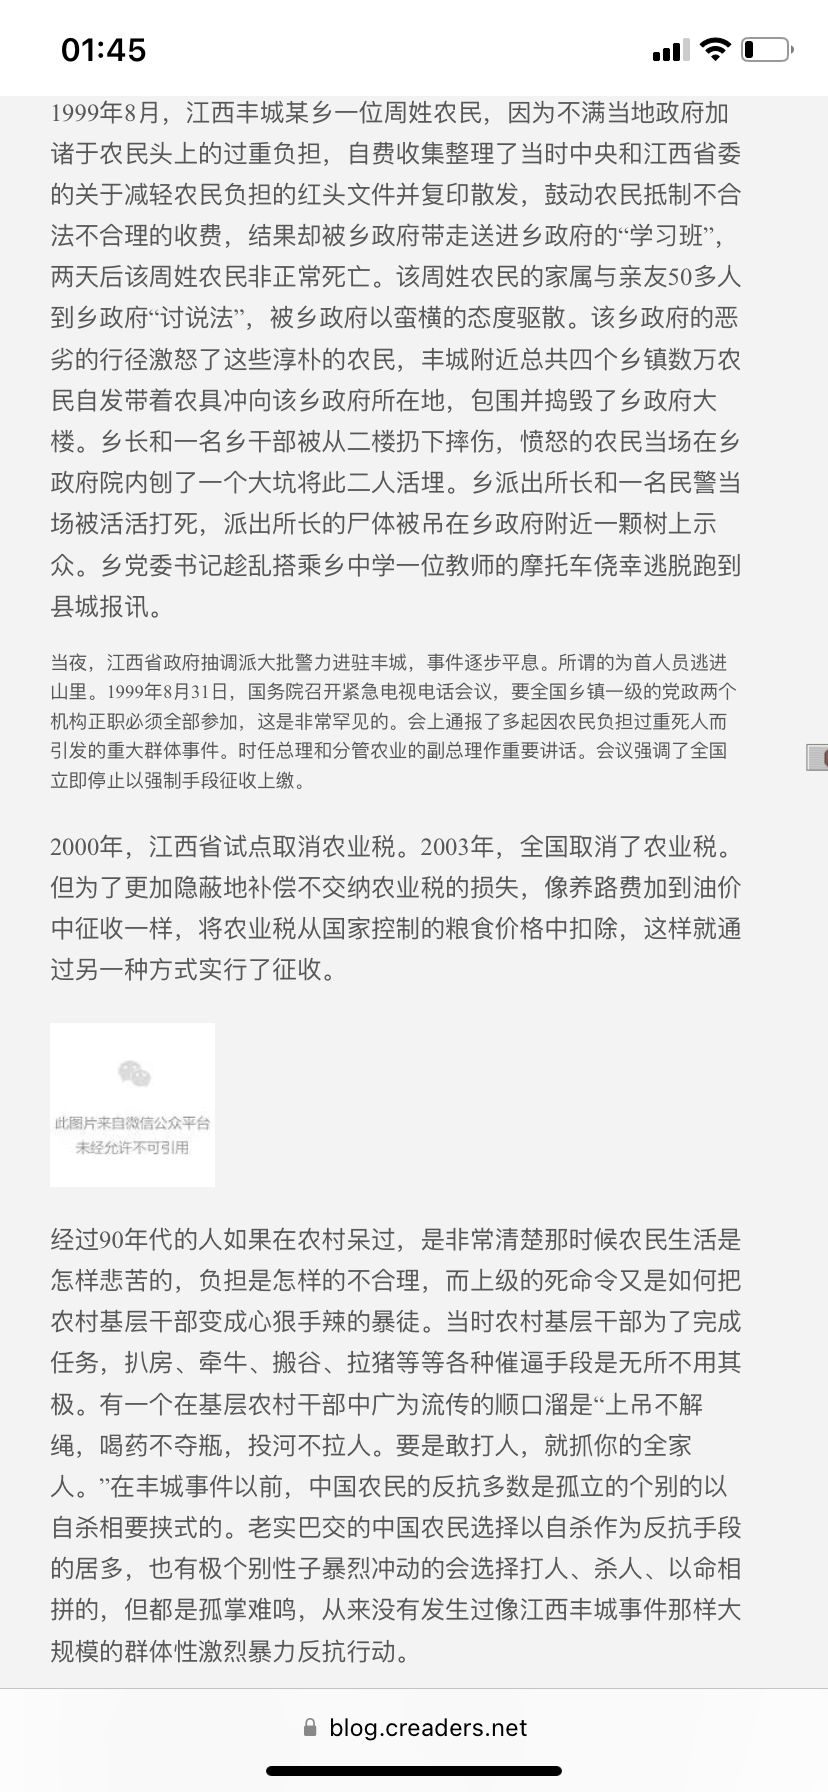 01:45
1999年8月，江西丰城某乡一位周姓农民，因为不满当地政府加
诸于农民头上的过重负担，自费收集整理了当时中央和江西省委
的关于减轻农民负担的红头文件并复印散发，鼓动农民抵制不合
法不合理的收费，结果却被乡政府带走送进乡政府的“学习班”，
两天后该周姓农民非正常死亡。该周姓农民的家属与亲友50多人
到乡政府“讨说法”，被乡政府以蛮横的态度驱散。该乡政府的恶
劣的行径激怒了这些淳朴的农民，丰城附近总共四个乡镇数万农
民自发带着农具冲向该乡政府所在地，包围并捣毁了乡政府大
楼。乡长和一名乡干部被从二楼扔下摔伤，愤怒的农民当场在乡
政府院内刨了一个大坑将此二人活埋。乡派出所长和一名民警当
场被活活打死，派出所长的尸体被吊在乡政府附近一颗树上示
众。乡党委书记趁乱搭乘乡中学一位教师的摩托车侥幸逃脱跑到
县城报讯。
当夜，江西省政府抽调派大批警力进驻丰城，事件逐步平息。所谓的为首人员逃进
山里。1999年8月31日，国务院召开紧急电视电话会议，要全国乡镇一级的党政两个
机构正职必须全部参加，这是非常罕见的。会上通报了多起因农民负担过重死人而
引发的重大群体事件。时任总理和分管农业的副总理作重要讲话。会议强调了全国
立即停止以强制手段征收上缴。
2000年，江西省试点取消农业税。2003年，全国取消了农业税。
但为了更加隐蔽地补偿不交纳农业税的损失，像养路费加到油价
中征收一样，将农业税从国家控制的粮食价格中扣除，这样就通
过另一种方式实行了征收。
此图片来自微信公众平台
未经允许不可引用
经过90年代的人如果在农村呆过，是非常清楚那时候农民生活是
怎样悲苦的，负担是怎样的不合理，而上级的死命令又是如何把
农村基层干部变成心狠手辣的暴徒。当时农村基层干部为了完成
任务，扒房、牵牛、搬谷、拉猪等等各种催逼手段是无所不用其
极。有一个在基层农村干部中广为流传的顺口溜是“上吊不解
绳，喝药不夺瓶，投河不拉人。要是敢打人，就抓你的全家
人。”在丰城事件以前，中国农民的反抗多数是孤立的个别的以
自杀相要挟式的。老实巴交的中国农民选择以自杀作为反抗手段
的居多，也有极个别性子暴烈冲动的会选择打人、杀人、以命相
拼的，但都是孤掌难鸣，从来没有发生过像江西丰城事件那样大
规模的群体性激烈暴力反抗行动。
blog.creaders.net